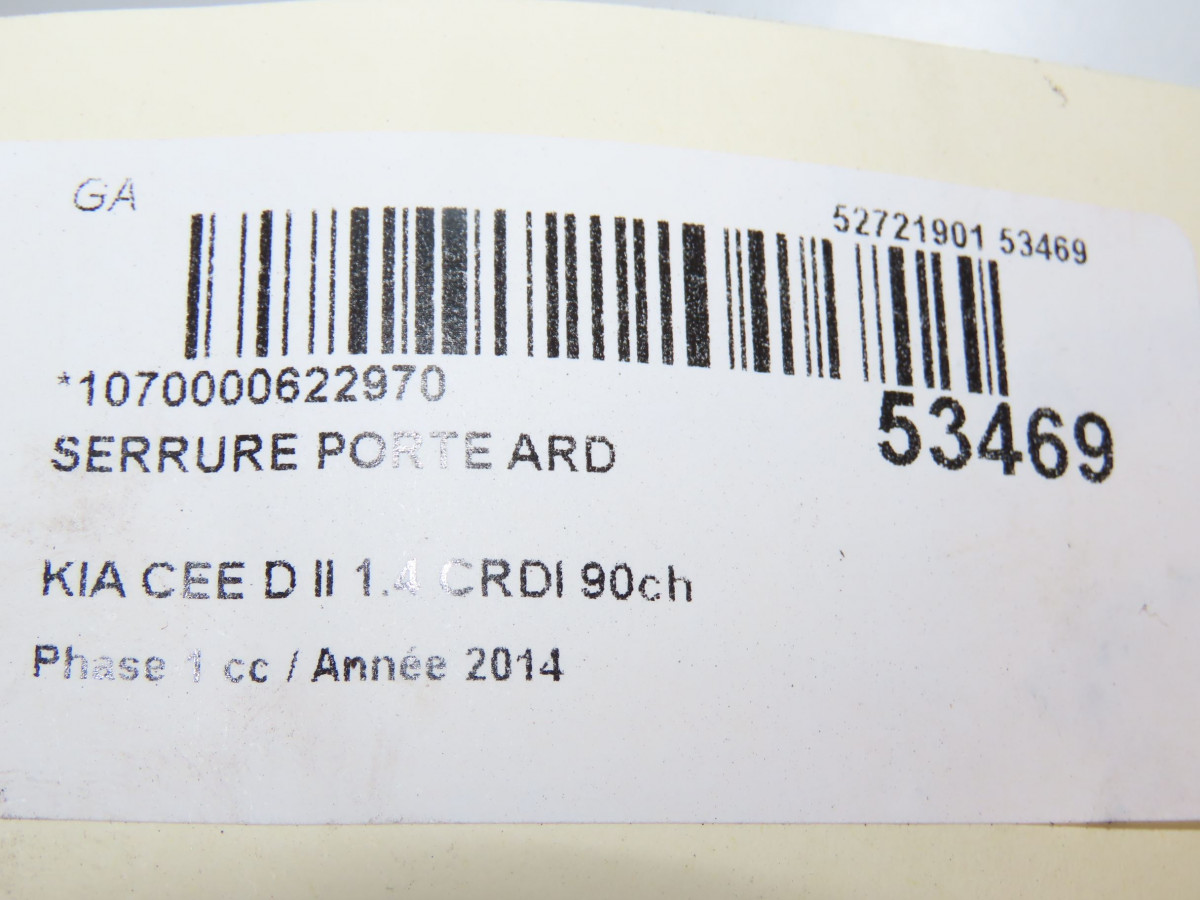 GA
52721901 53469
*1070000622970
53469
SERRURE PORTE ARD
KIA CEE D II 1.4 CRDI 90ch
Phase 1 cc / Année 2014